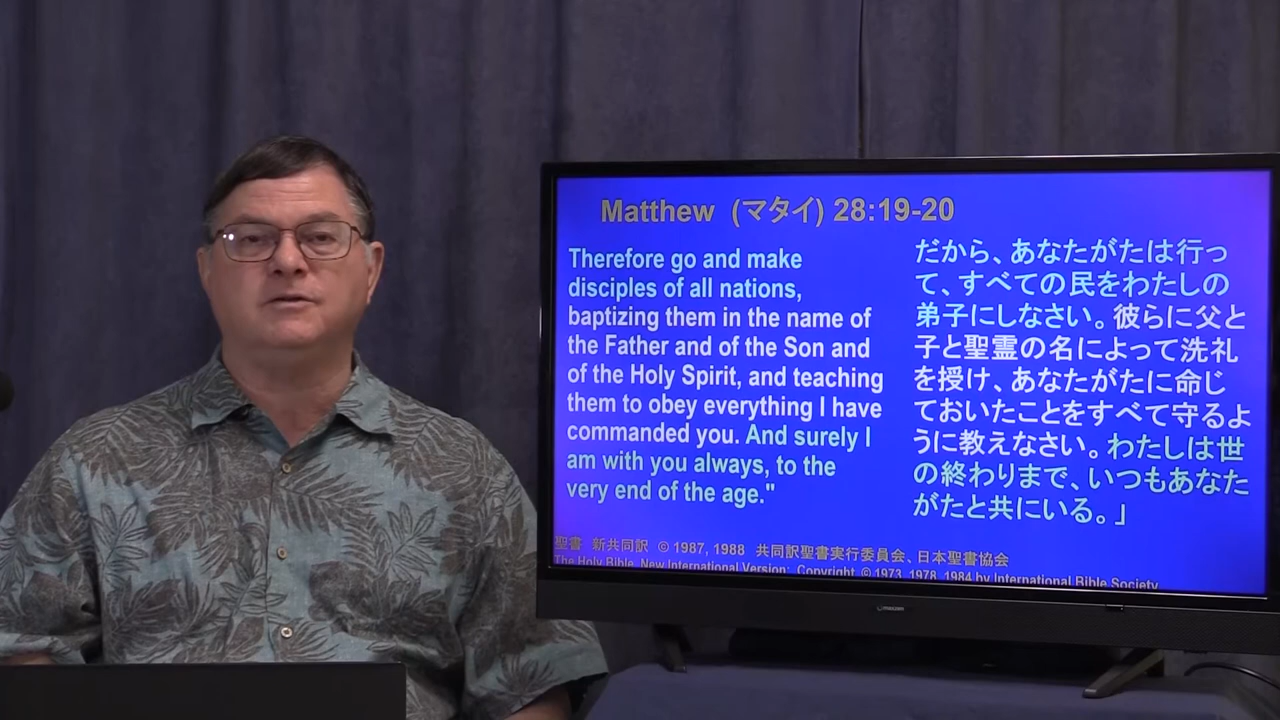 Matthew (マタイ) 28:19-20
Therefore go and make
disciples of all nations,
baptizing them in the name of
the Father and of the Son and
of the Holy Spirit, and teaching
them to obey everything I have
commanded you. And surely I
am with you always, to the
very end of the age."
だから、あなたがたは行っ
て、すべての民をわたしの
弟子にしなさい。彼らに父と
子と聖霊の名によって洗礼
を授け、あなたがたに命じ
ておいたことをすべて守るよ
うに教えなさい。わたしは世
の終わりまで、いつもあなた
がたと共にいる。」
聖書 新共同訳 © 1987, 1988 共同訳聖書実行委員会、日本聖書協会
The Holy Bible, New International Version; Copyright © 1973, 1978, 1984 by International Bible Society